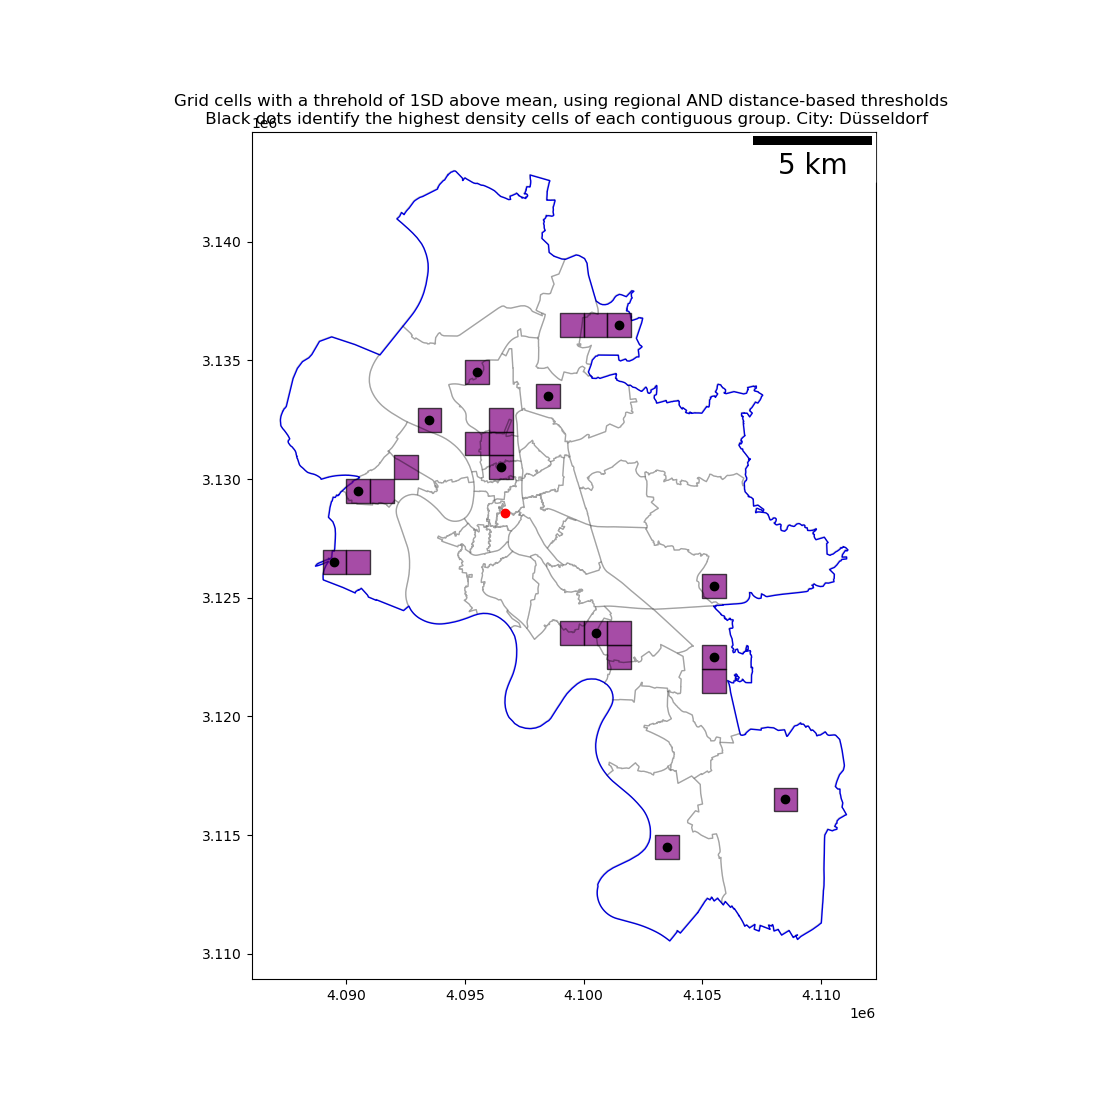 Grid cells with a threhold of 1SD above mean, using regional AND distance-based thresholds
Black dots identify the highest density cells of each contiguous group. City: Düsseldorf
1e6
5 km
3.140
3.135
3.130
3.125
3.120
3.115
3.110
4.090 4.095 4.100 4.105 4.110
1e6